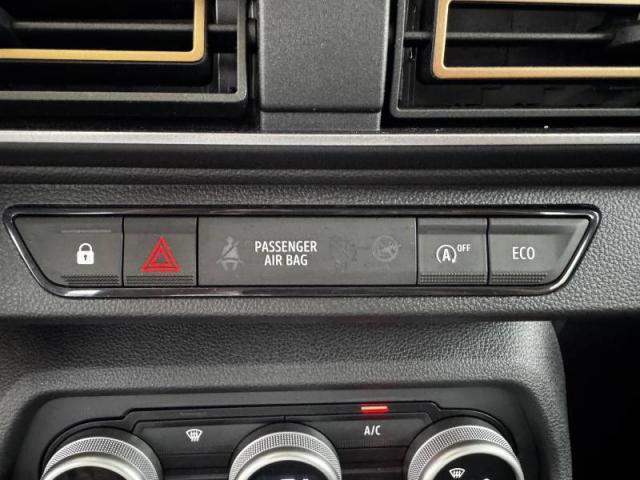 PASSENGER
AIR BAG
A OFF
ECO
A/C